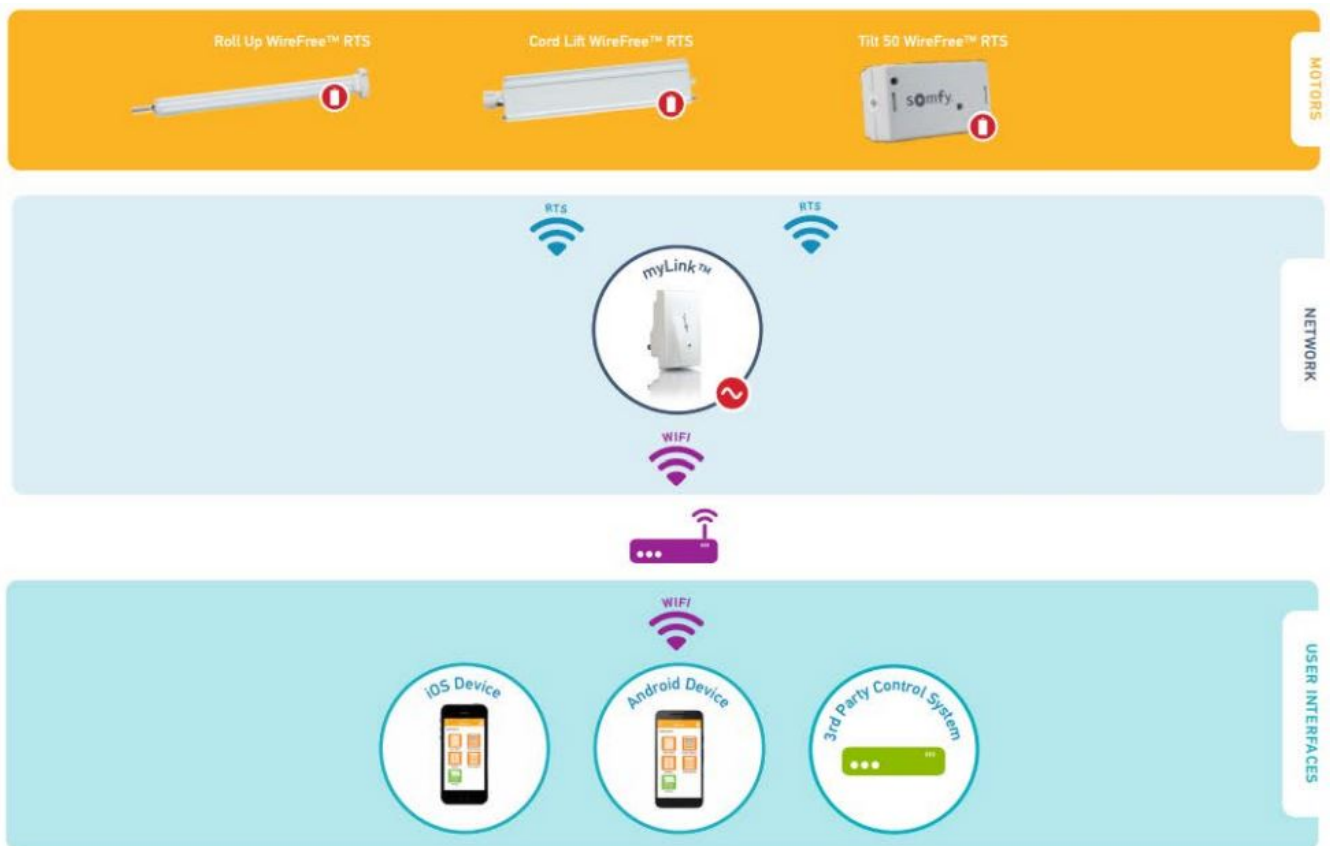 Roll Up WireFree™ RTS
Cord Lift WireFree™ RTS
Tilt 50 WireFree™ RTS
somfy
MOTORS
RTS
RTS
myLink™
WIFI
NETWORK
WIFI
iOS Device
Android Device
3rd Party Control System
USER INTERFACES